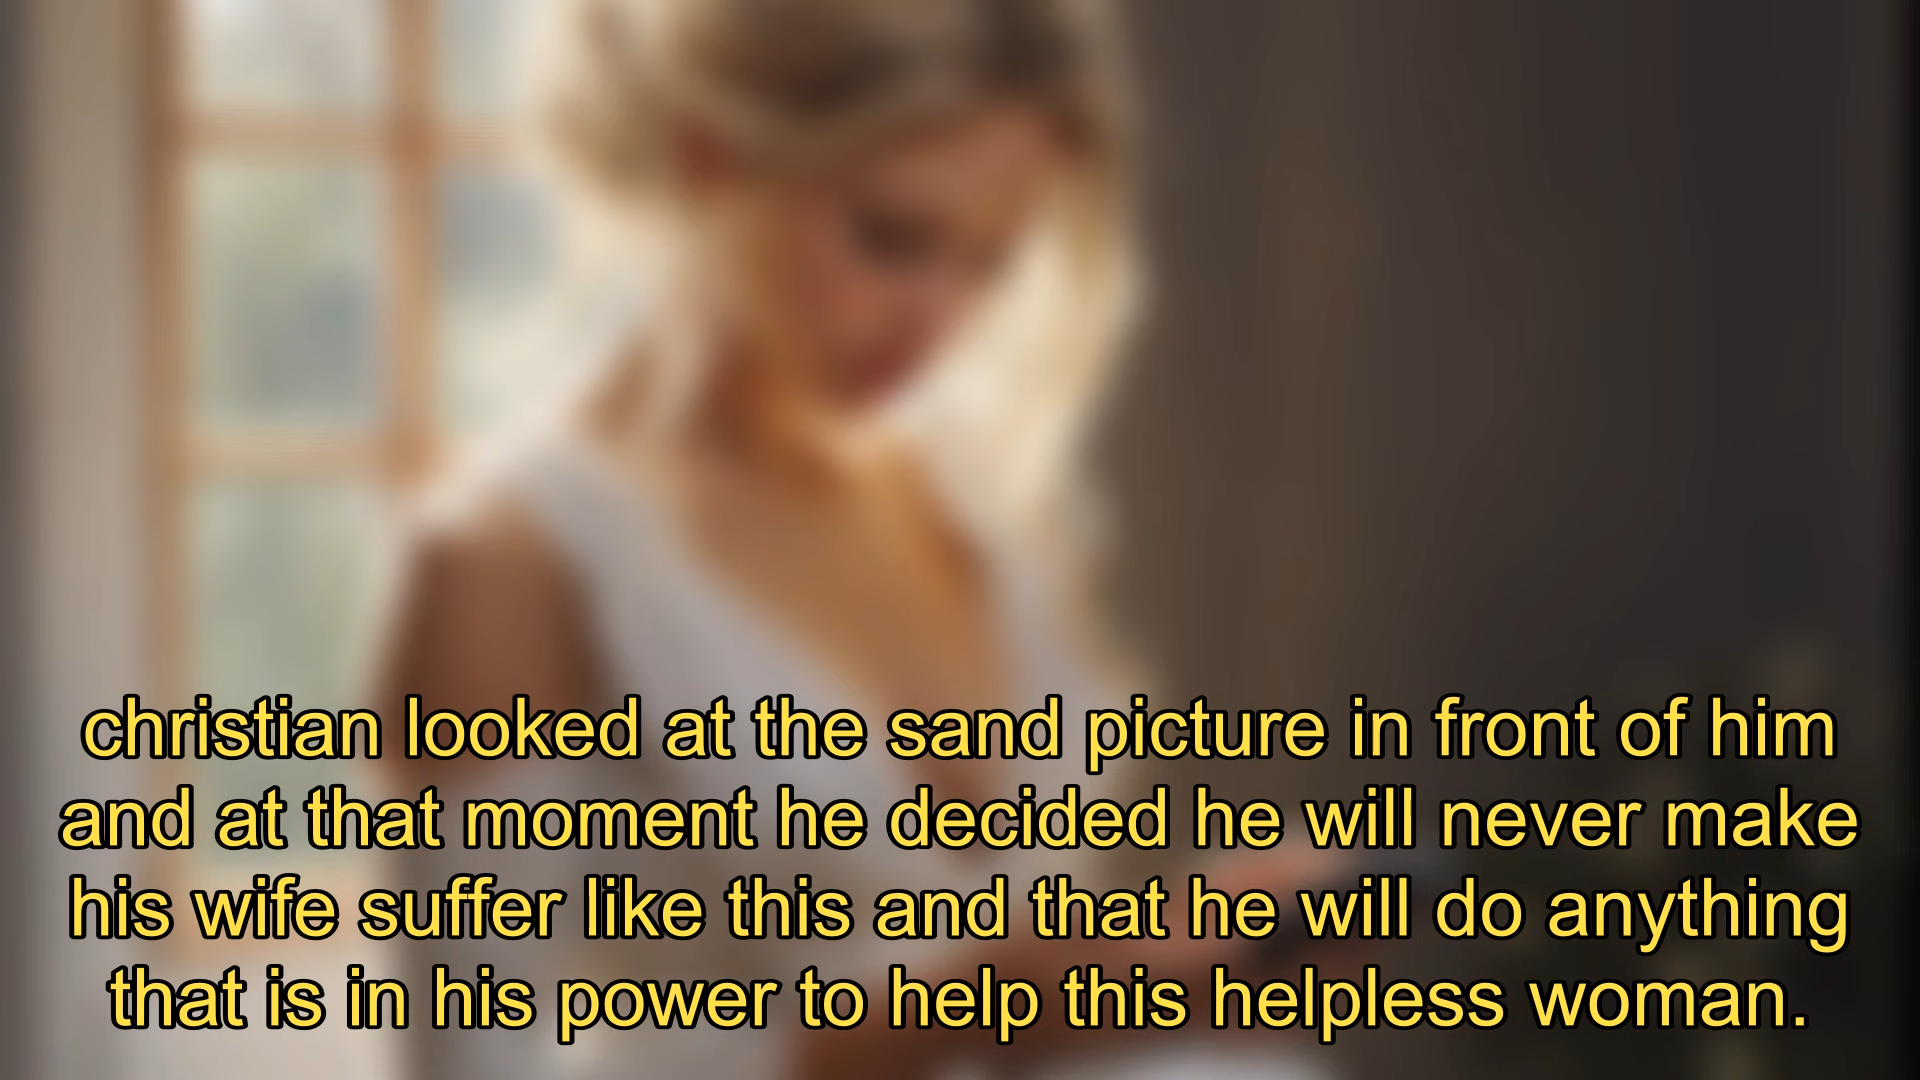 christian looked at the sand picture in front of him
and at that moment he decided he will never make
his wife suffer like this and that he will do anything
that is in his power to help this helpless woman.